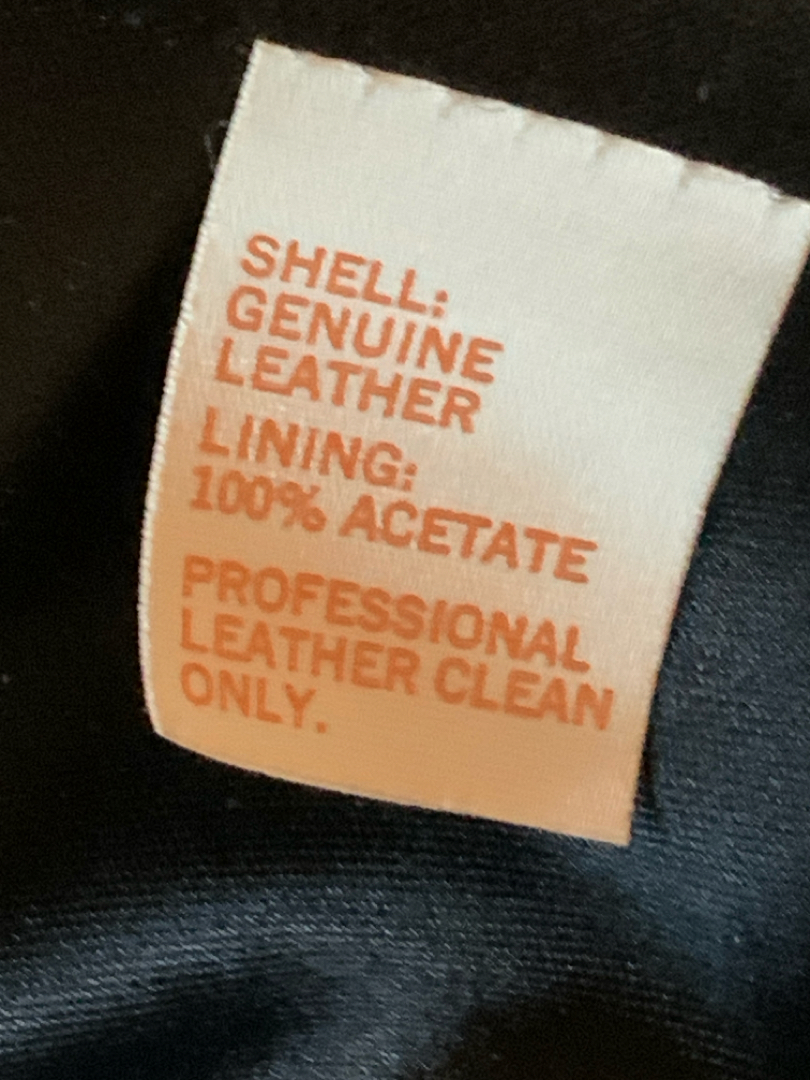 SHELL:
GENUINE
LEATHER
LINING:
100% ACETATE
PROFESSIONAL
LEATHER CLEAN
ONLY.